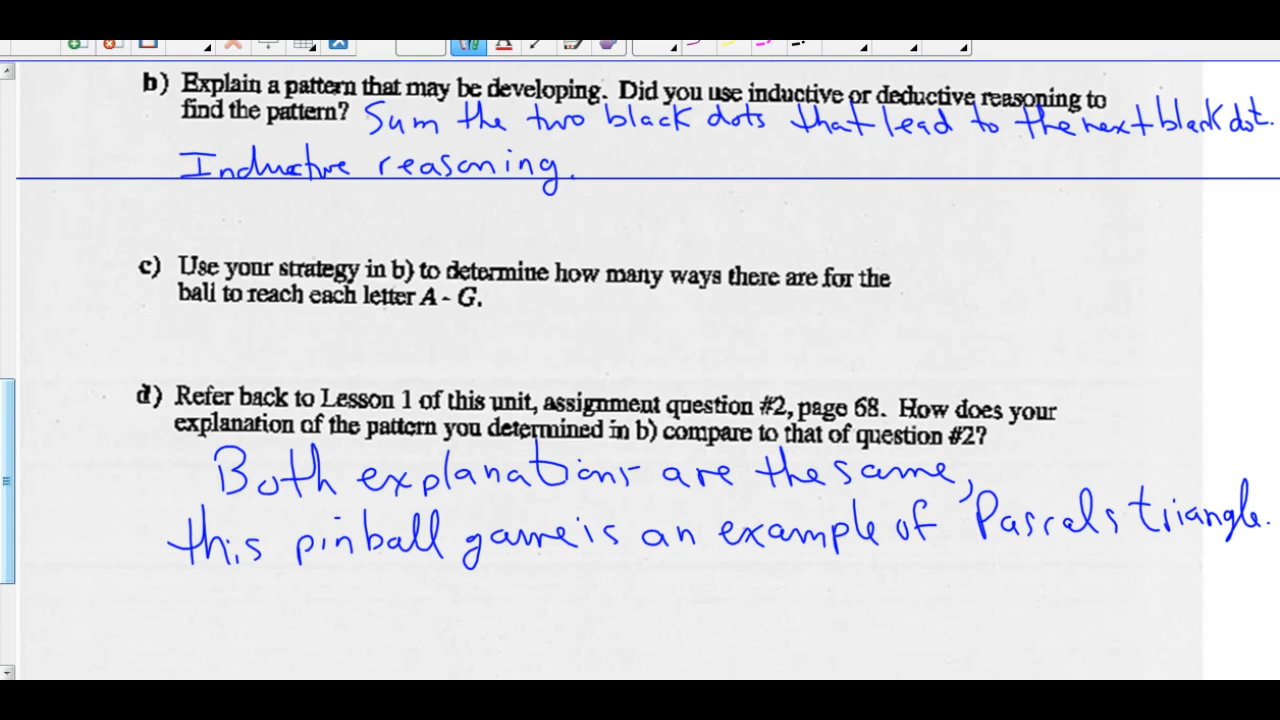 b) Explain a pattern that may be developing. Did you use inductive or deductive reasoning to
find the pattern? Sum the two black dots that lead to the next blank dot.
Inductive reasoning.
c) Use your strategy in b) to determine how many ways there are for the
ball to reach each letter A - G.
d) Refer back to Lesson 1 of this unit, assignment question #2, page 68. How does your
explanation of the pattern you determined in b) compare to that of question #2?
Both explanations are the same,
this pinball game is an example of Pascals triangle.